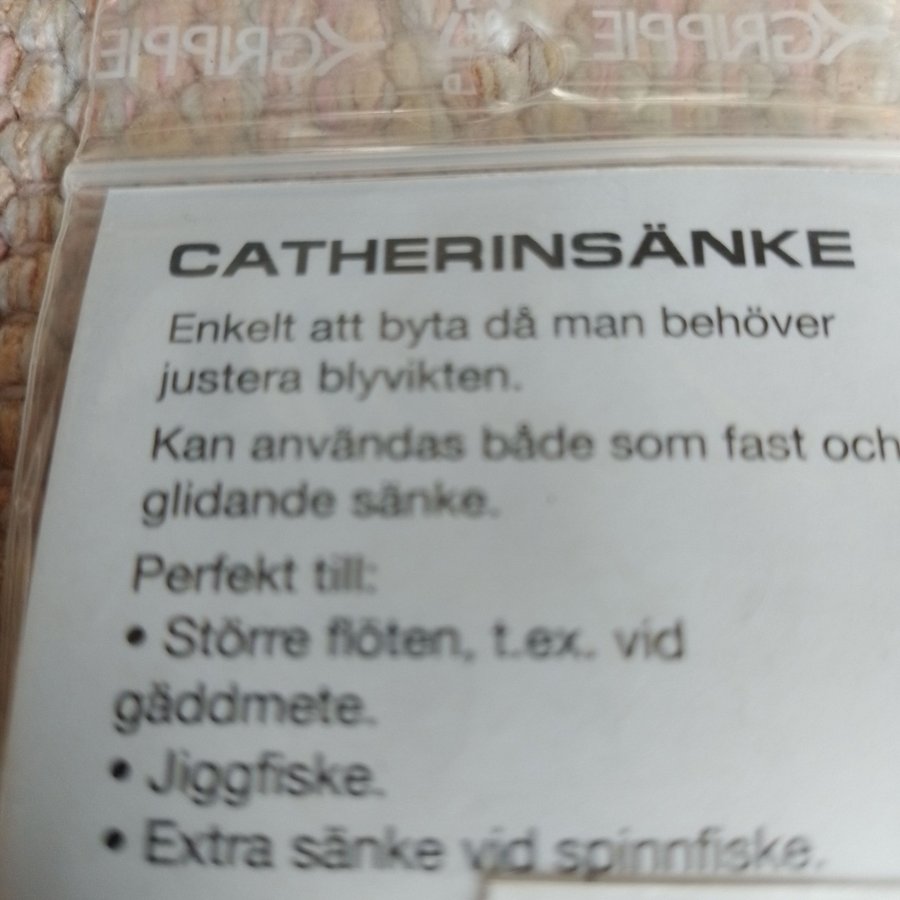 GRIPPIE GRIPPIE
CATHERINSÄNKE
Enkelt att byta då man behöver
justera blyvikten.
Kan användas både som fast och
glidande sänke.
Perfekt till:
• Större flöten, t.ex. vid
gäddmete.
• Jiggfiske.
• Extra sänke vid spinnfiske.